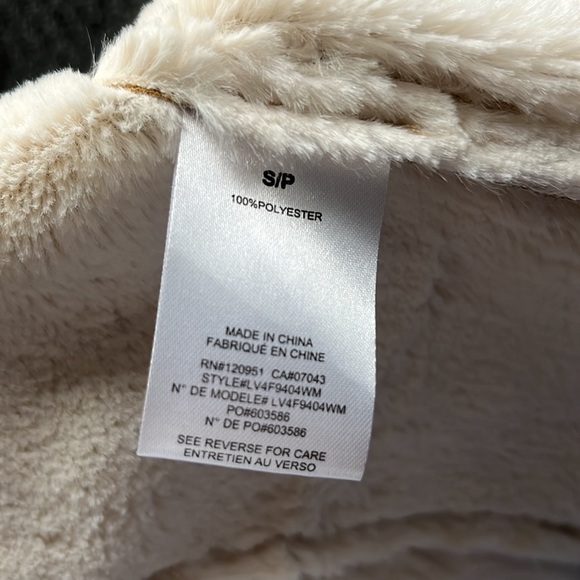 S/P
100%POLYESTER
MADE IN CHINA
FABRIQUÉ EN CHINE
RN#120951 CA#07043
STYLE#LV4F9404WM
N° DE MODELE# LV4F9404WM
PO#603586
N° DE PO#603586
SEE REVERSE FOR CARE
ENTRETIEN AU VERSO